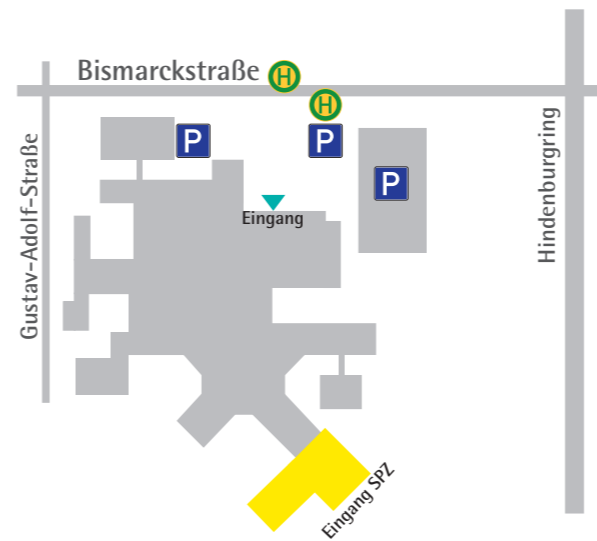 Bismarckstraße
H
H
P
P
P
Eingang
Gustav-Adolf-Straße
Hindenburgring
Eingang SPZ